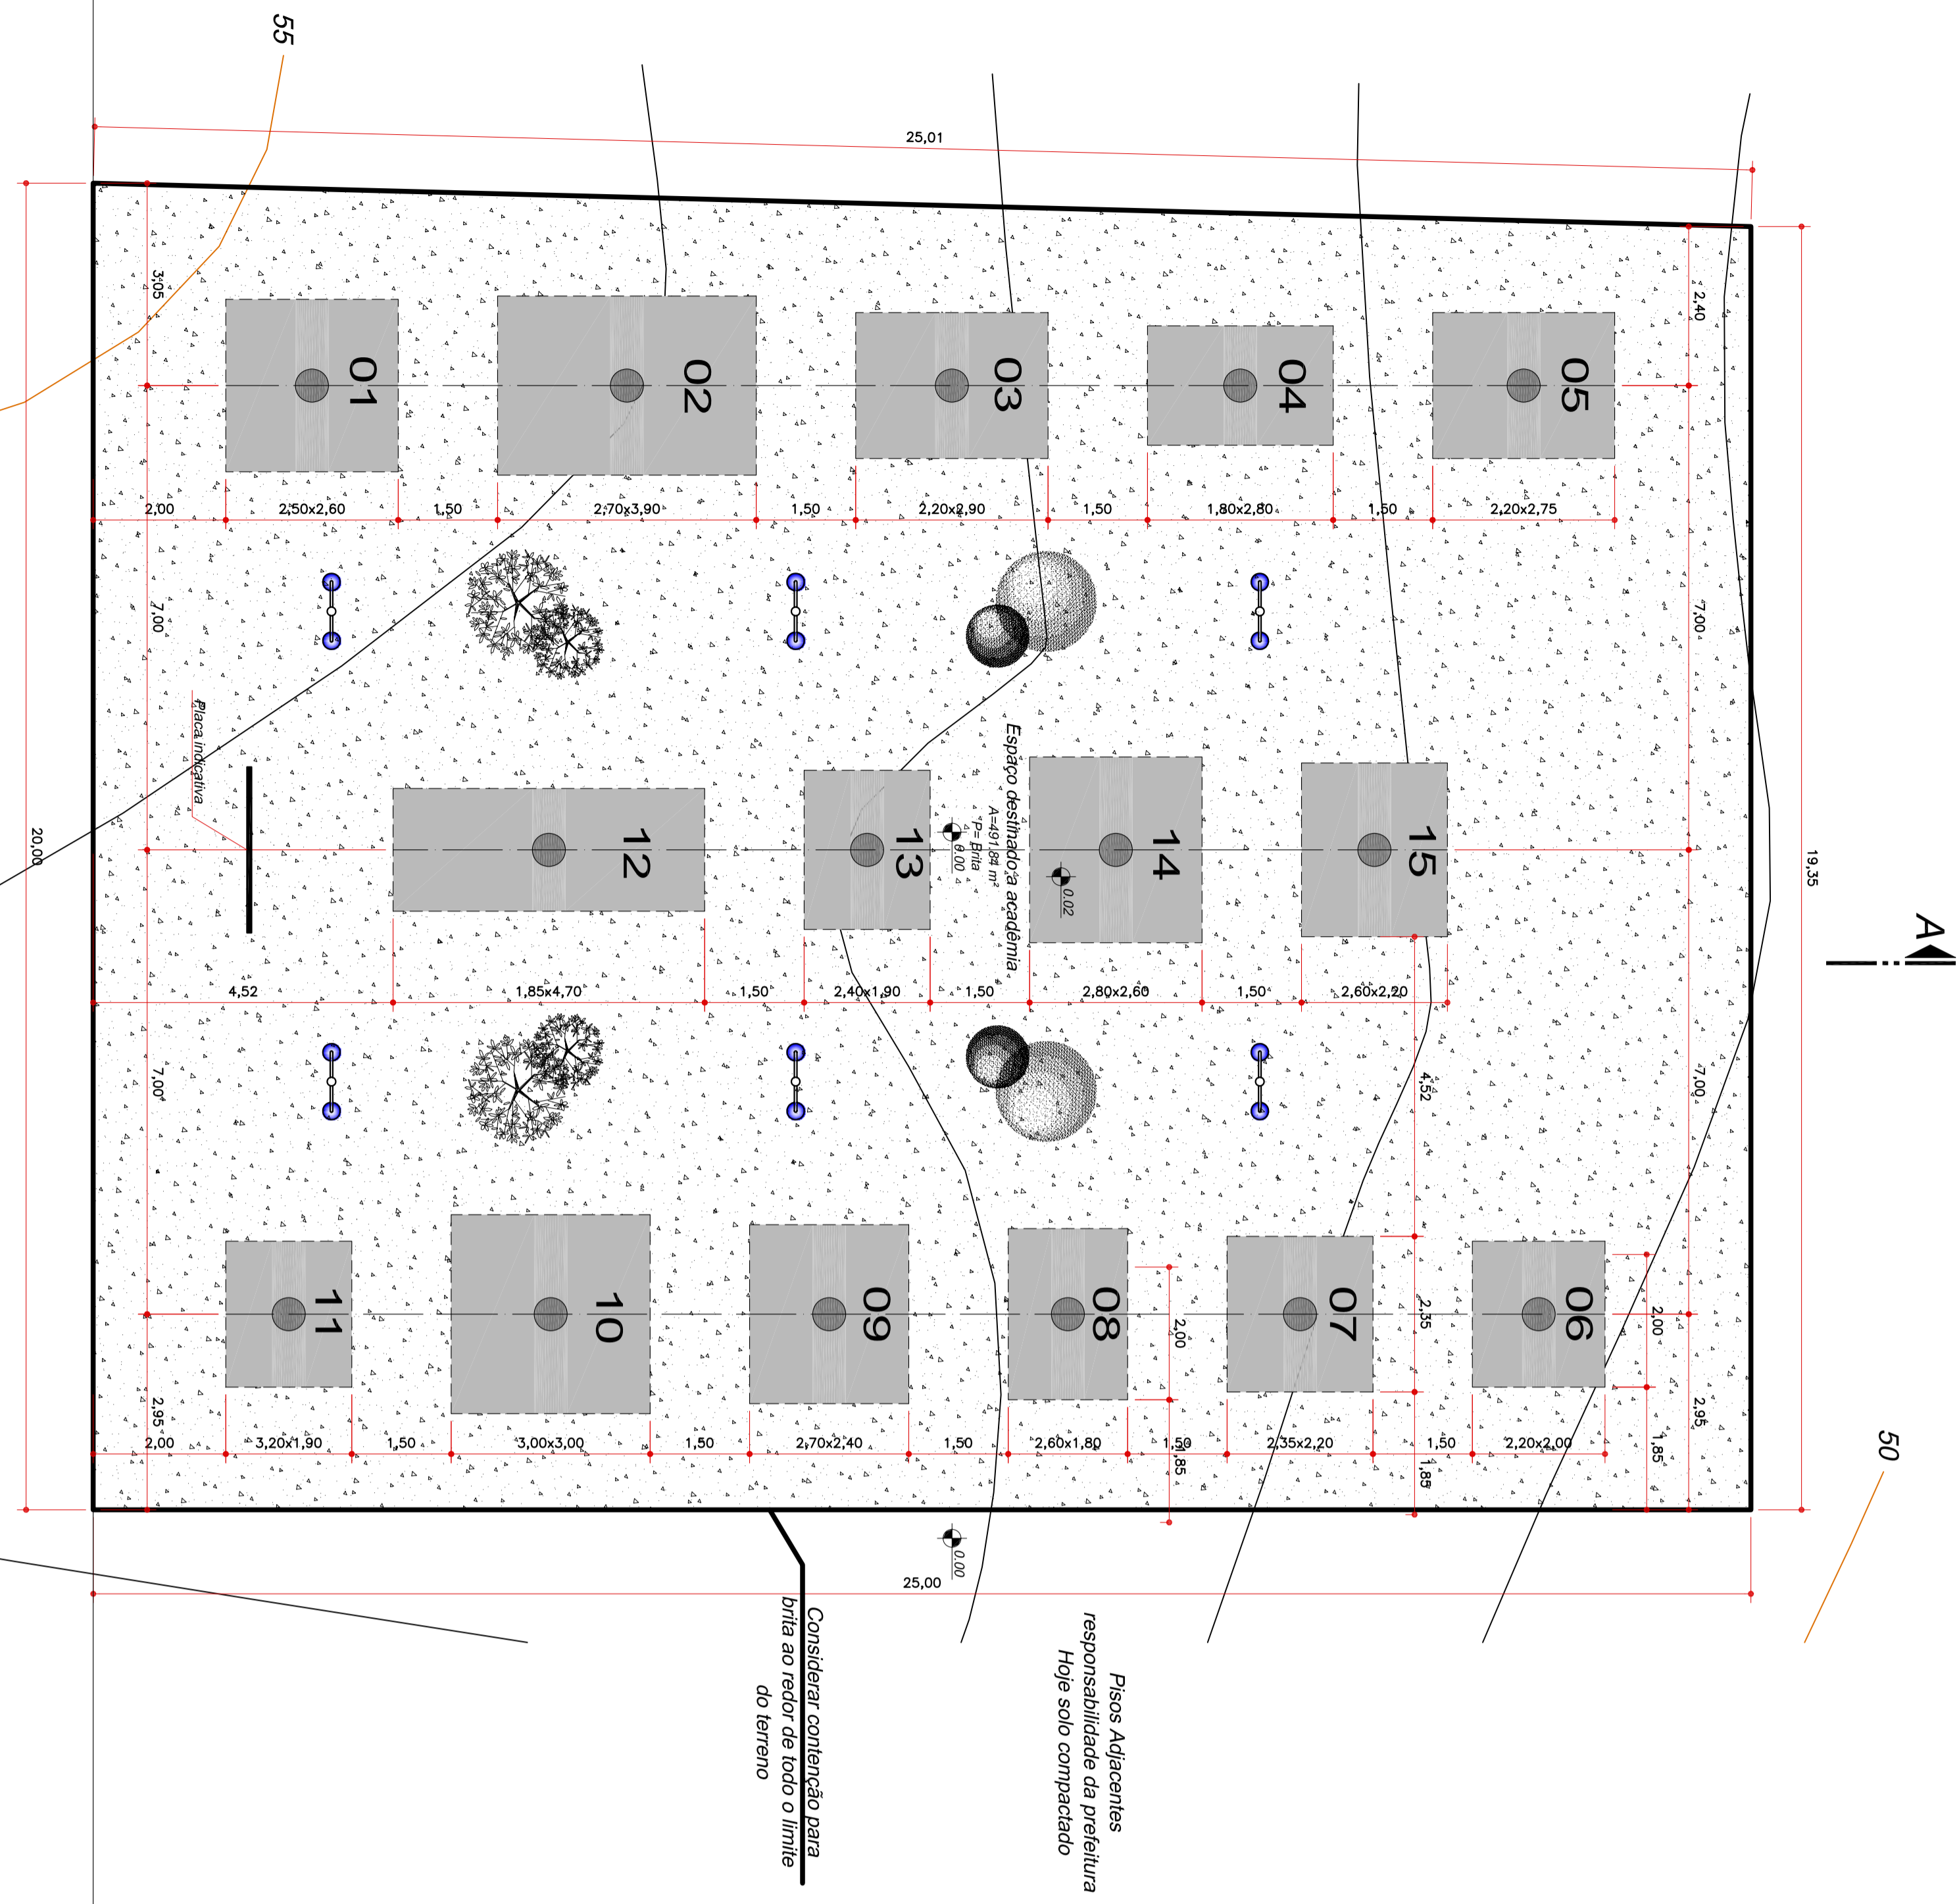 55
25,01
3,05
2,40
01
02
03
04
05
2,00
2,50x2,60
1,50
2,70x3,90
1,50
2,20x2,90
1,50
1,80x2,80
1,50
2,20x2,75
7,00
7,00
Placa indicativa
Espaço destinado a acadêmia
A=491.84 m²
P= Brita
0.00
0.02
12
13
14
15
20,00
19,35
A
4,52
1,85x4,70
1,50
2,40x1,90
1,50
2,80x2,60
1,50
2,60x2,20
7,00
7,00
4,52
11
10
09
08
07
06
2,00
2,35
2,00
2,95
2,95
2,00
3,20x1,90
1,50
3,00x3,00
1,50
2,70x2,40
1,50
2,60x1,80
1,50
2,35x2,20
1,50
2,20x2,00
1,85
1,85
1,85
50
0.00
25,00
Considerar contenção para
brita ao redor de todo o limite
do terreno
Pisos Adjacentes
responsabilidade da prefeitura
Hoje solo compactado